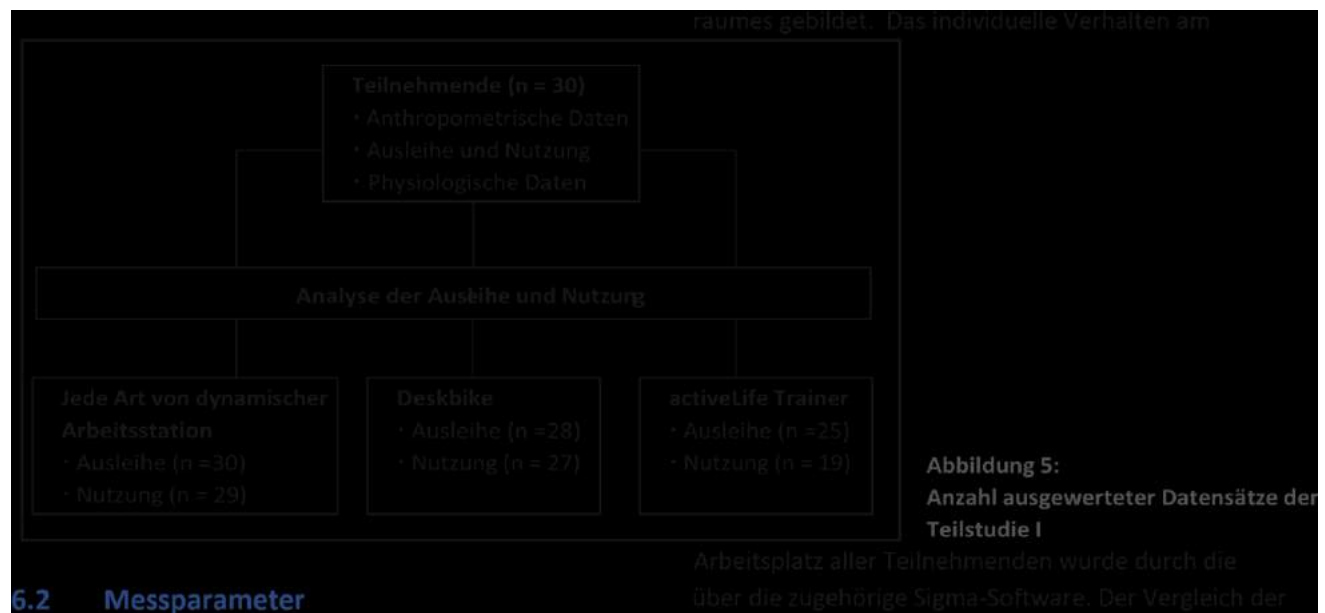 raumes gebildet. Das individuelle Verhalten am
Teilnehmende (n = 30)
· Anthropometrische Daten
· Ausleihe und Nutzung
· Physiologische Daten
Analyse der Ausleihe und Nutzung
Jede Art von dynamischer
Arbeitsstation
· Ausleihe (n =30)
· Nutzung (n = 29)
Deskbike
· Ausleihe (n =28)
· Nutzung (n = 27)
activeLife Trainer
· Ausleihe (n =25)
· Nutzung (n = 19)
Abbildung 5:
Anzahl ausgewerteter Datensätze der
Teilstudie I
Arbeitsplatz aller Teilnehmenden wurde durch die
6.2 Messparameter
über die zugehörige Sigma-Software. Der Vergleich der